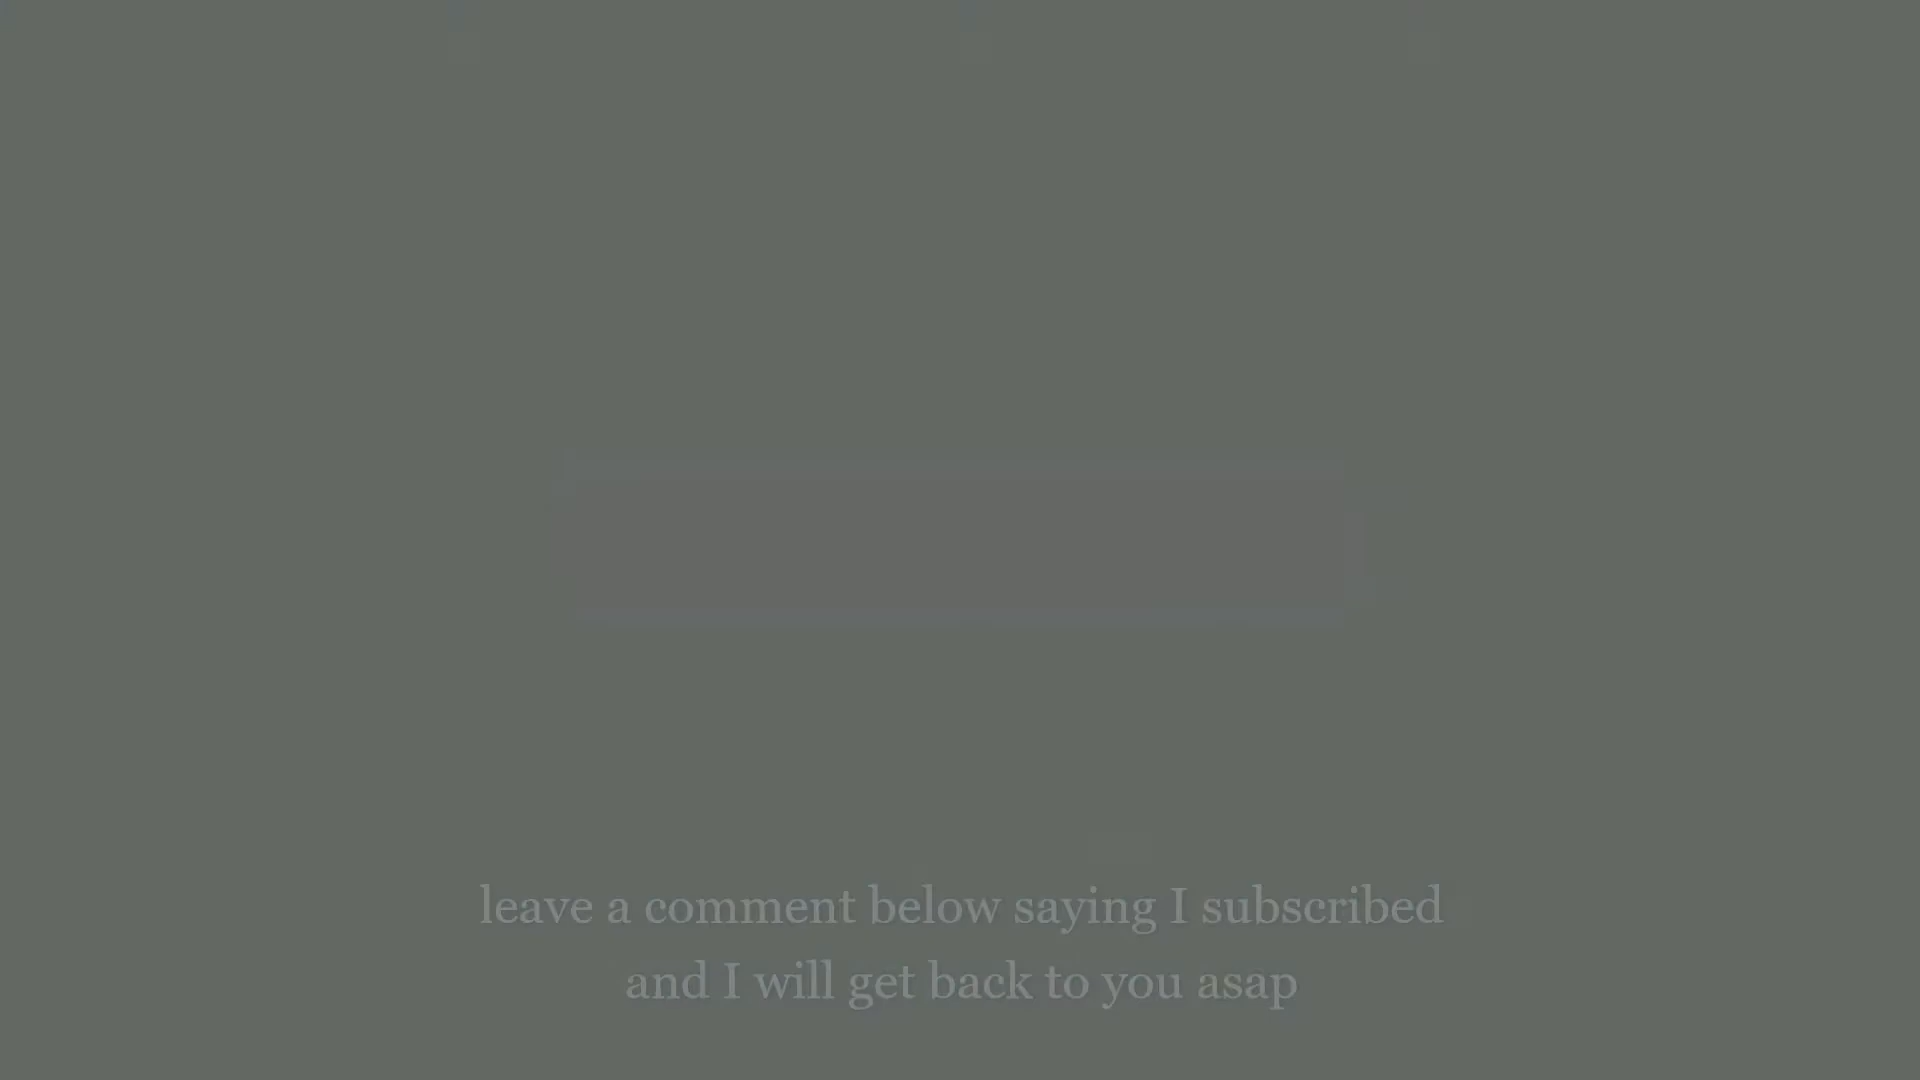 leave a comment below saying I subscribed
and I will get back to you asap